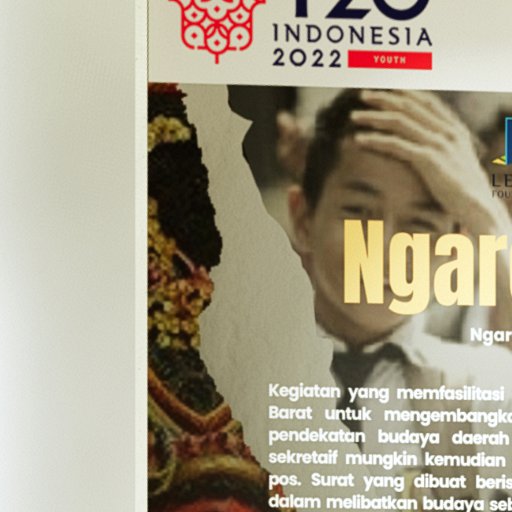 Y20
INDONESIA
2022 YOUTH
Ngar
Ngar
Kegiatan yang memfasilitasi
Barat untuk mengembangka
pendekatan budaya daerah
sekretaif mungkin kemudian
pos. Surat yang dibuat beris
dalam melibatkan budaya seb